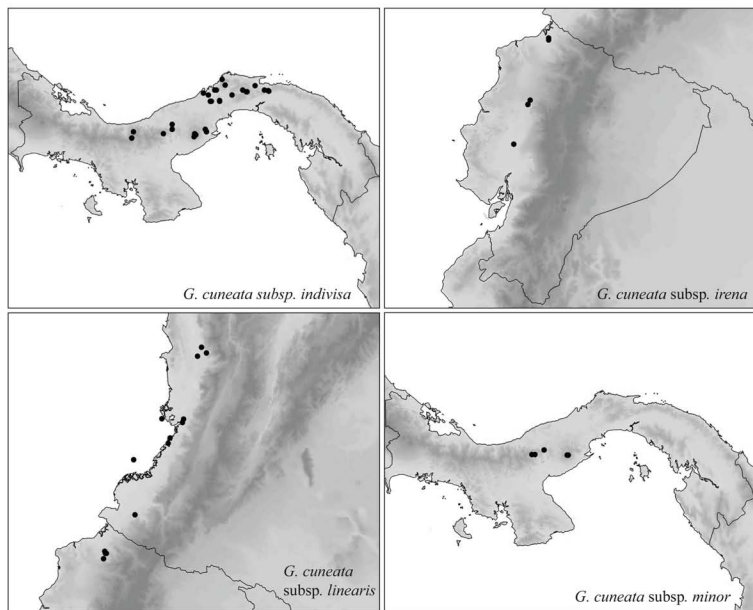 G. cuneata subsp. indivisa
G. cuneata subsp. irena
G. cuneata
subsp. linearis
G. cuneata subsp. minor